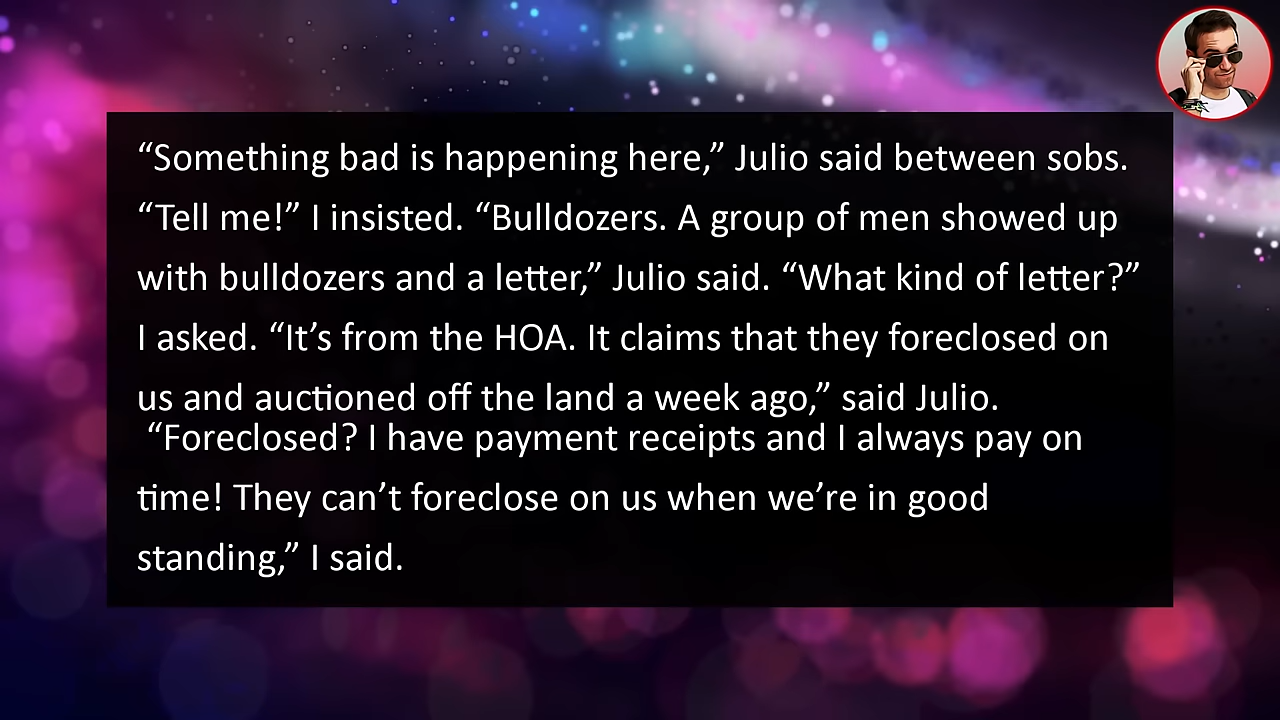 “Something bad is happening here,” Julio said between sobs.
“Tell me!” I insisted. “Bulldozers. A group of men showed up
with bulldozers and a letter,” Julio said. “What kind of letter?”
I asked. “It’s from the HOA. It claims that they foreclosed on
us and auctioned off the land a week ago,” said Julio.
“Foreclosed? I have payment receipts and I always pay on
time! They can’t foreclose on us when we’re in good
standing,” I said.